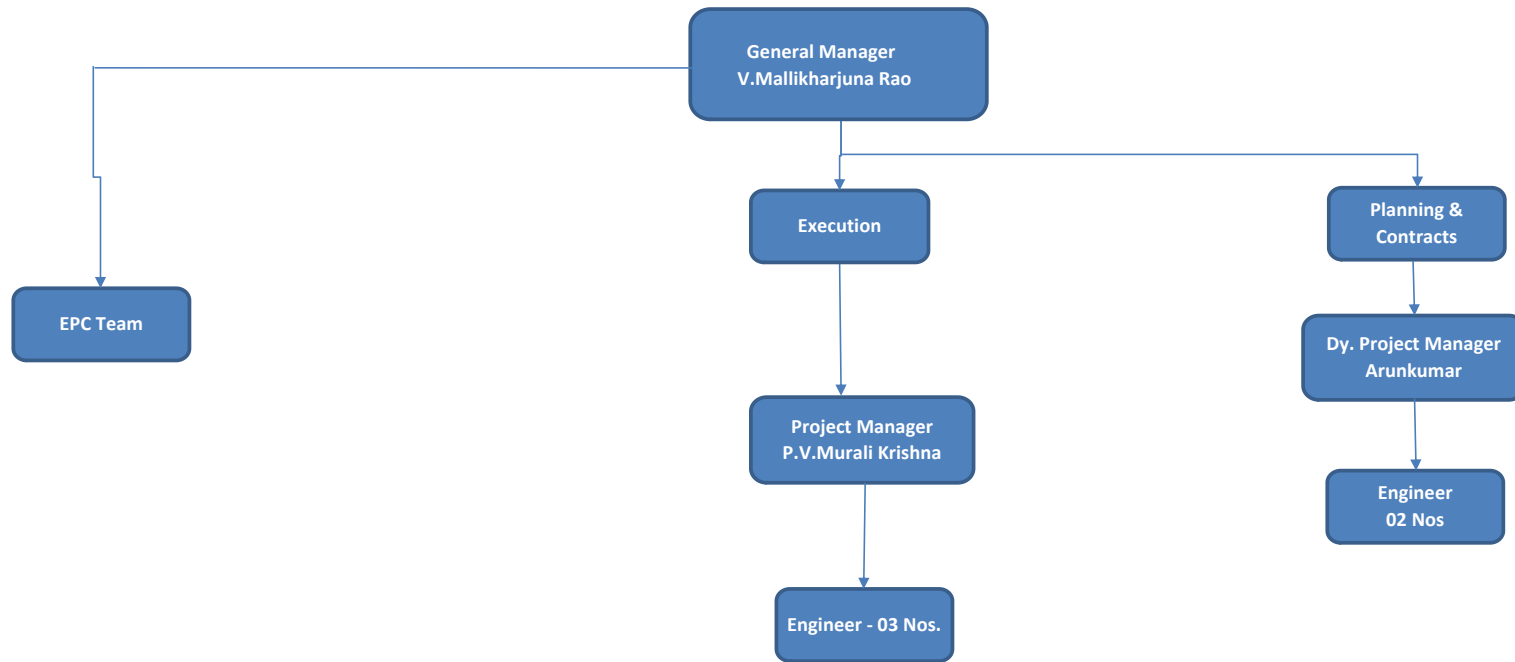 General Manager
V.Mallikharjuna Rao
Execution
Planning &
Contracts
EPC Team
Dy. Project Manager
Arunkumar
Project Manager
P.V.Murali Krishna
Engineer
02 Nos
Engineer - 03 Nos.